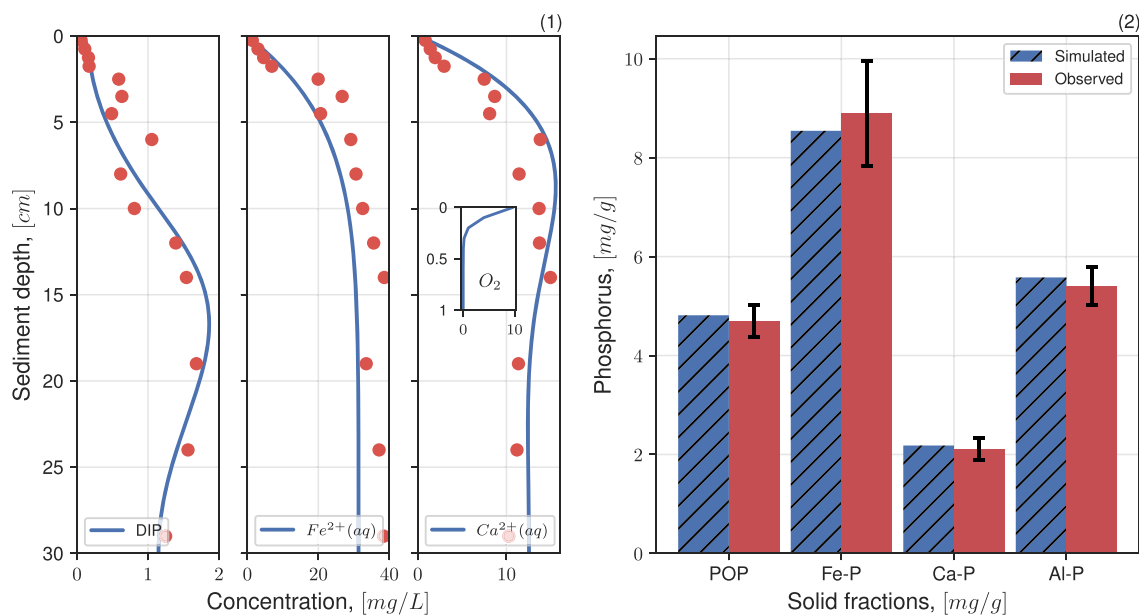 (1)
0
5
10
15
20
25
30
Sediment depth, [cm]
DIP
0 1 2
Fe²⁺(aq)
0 20 40
Ca²⁺(aq)
0 10
0
0.5
1
O₂
0 10
Concentration, [mg/L]
(2)
Simulated
Observed
10
8
6
4
2
0
Phosphorus, [mg/g]
POP Fe-P Ca-P Al-P
Solid fractions, [mg/g]